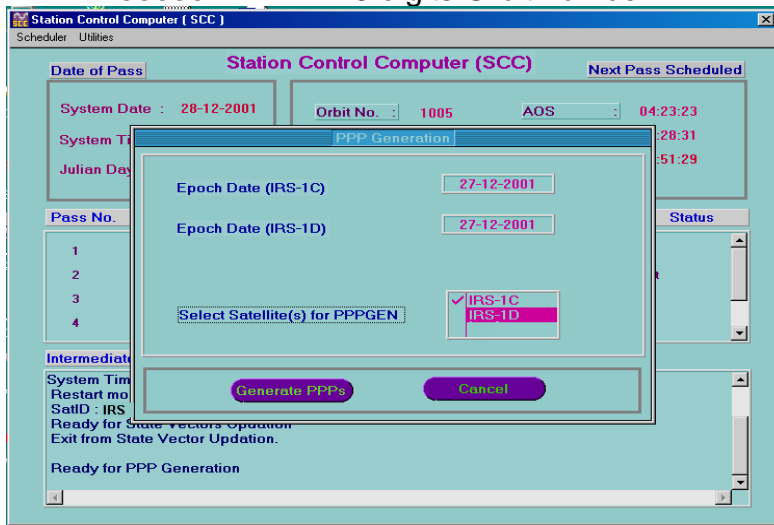 Station Control Computer ( SCC )
Scheduler Utilities
Date of Pass
Station Control Computer (SCC)
Next Pass Scheduled
System Date : 28-12-2001
Orbit No. : 1005
AOS : 04:23:23
System Ti
:28:31
Julian Day
:51:29
PPP Generation
Epoch Date (IRS-1C) 27-12-2001
Epoch Date (IRS-1D) 27-12-2001
Select Satellite(s) for PPPGEN
IRS-1C
IRS-1D
Generate PPPs
Cancel
Pass No.
Status
1
2
3
4
Intermediat
System Tim
Restart mo
SatID : IRS
Ready for State Vectors Updation
Exit from State Vector Updation.
Ready for PPP Generation